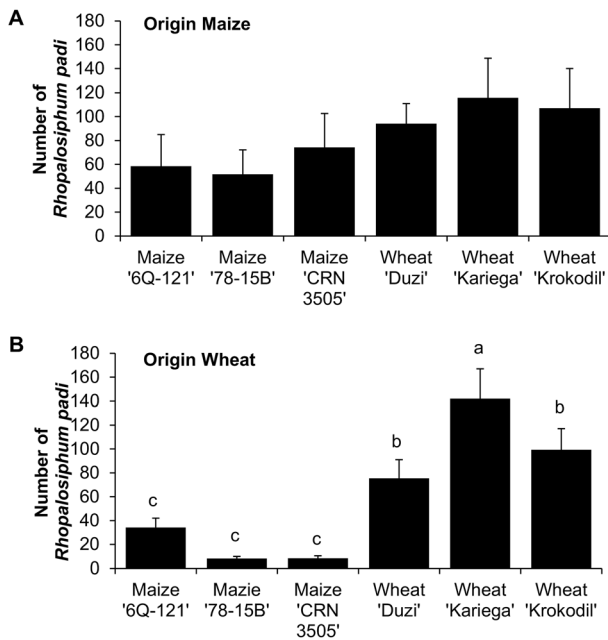 A
Origin Maize
Number of
Rhopalosiphum padi
180
160
140
120
100
80
60
40
20
0
Maize '6Q-121'
Maize '78-15B'
Maize 'CRN 3505'
Wheat 'Duzi'
Wheat 'Kariega'
Wheat 'Krokodil'
B
Origin Wheat
Number of
Rhopalosiphum padi
180
160
140
120
100
80
60
40
20
0
c
c
c
b
a
b
Maize '6Q-121'
Mazie '78-15B'
Maize 'CRN 3505'
Wheat 'Duzi'
Wheat 'Kariega'
Wheat 'Krokodil'